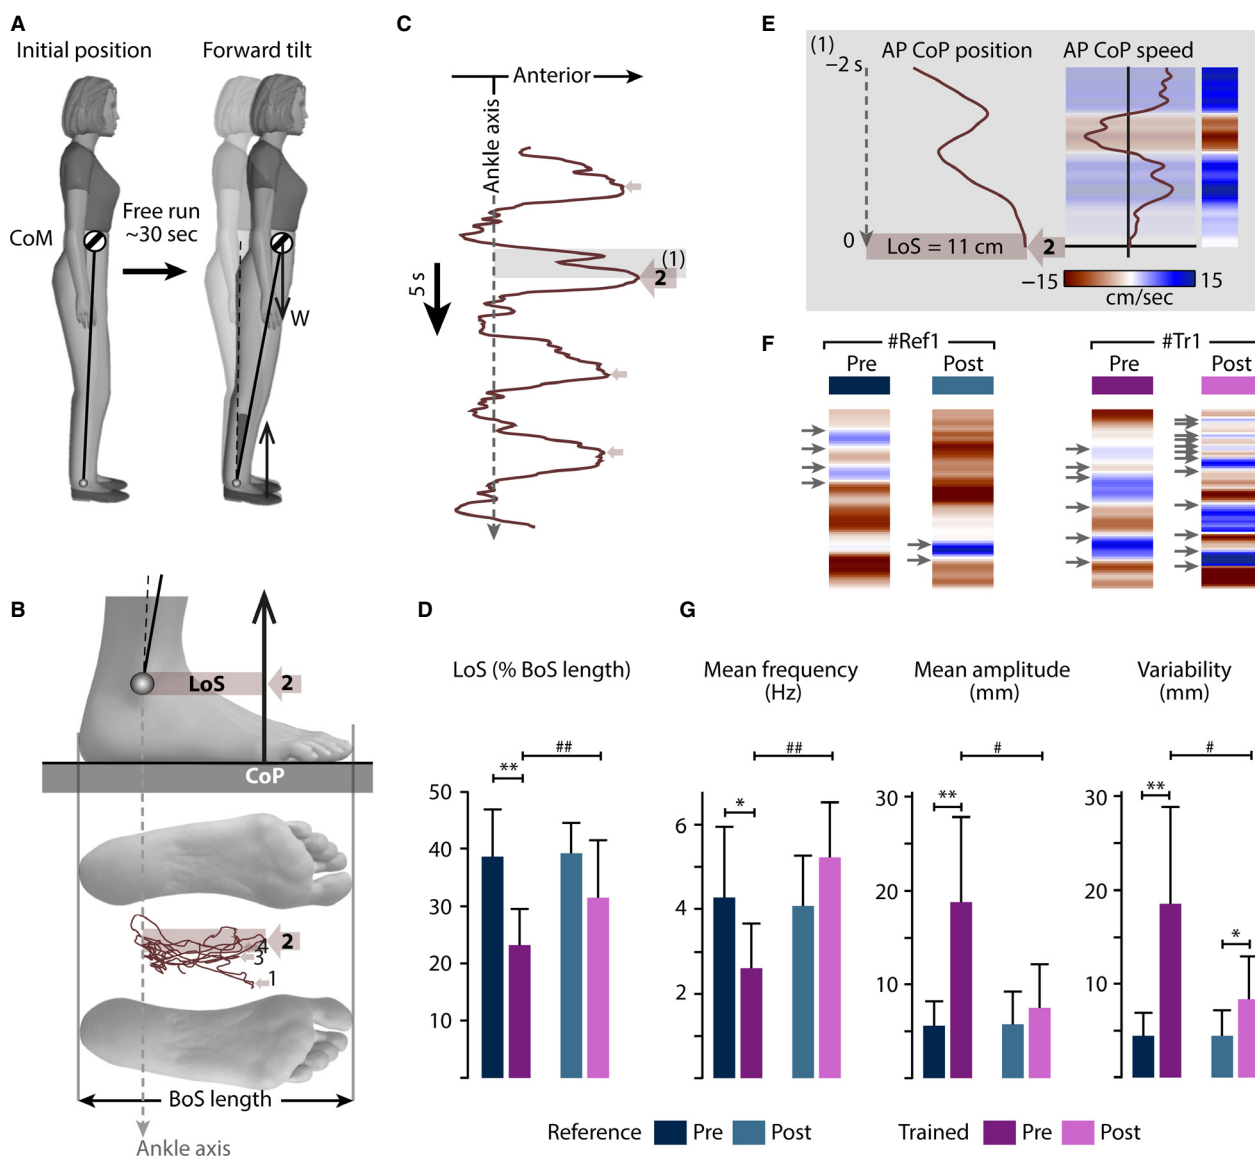 A
Initial position
Forward tilt
CoM
Free run
~30 sec
W
B
LoS
2
CoP
2
4
3
1
BoS length
Ankle axis
C
Anterior
Ankle axis
5 s
(1)
2
D
LoS (% BoS length)
##
**
50
40
30
20
10
E
(1)
−2 s
AP CoP position
AP CoP speed
0
LoS = 11 cm
2
−15
15
cm/sec
F
#Ref1
#Tr1
Pre
Post
Pre
Post
G
Mean frequency
(Hz)
##
*
6
4
2
Mean amplitude
(mm)
#
**
30
20
10
Variability
(mm)
#
**
*
30
20
10
Reference
Pre
Post
Trained
Pre
Post